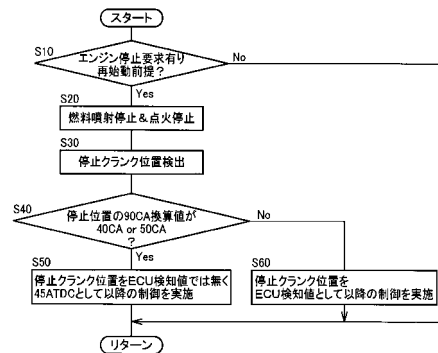 スタート
S10
エンジン停止要求有り
再始動前提？
No
Yes
S20
燃料噴射停止＆点火停止
S30
停止クランク位置検出
S40
停止位置の90CA換算値が
40CA or 50CA
？
No
Yes
S50
停止クランク位置をECU検知値では無く
45ATDCとして以降の制御を実施
S60
停止クランク位置を
ECU検知値として以降の制御を実施
リターン